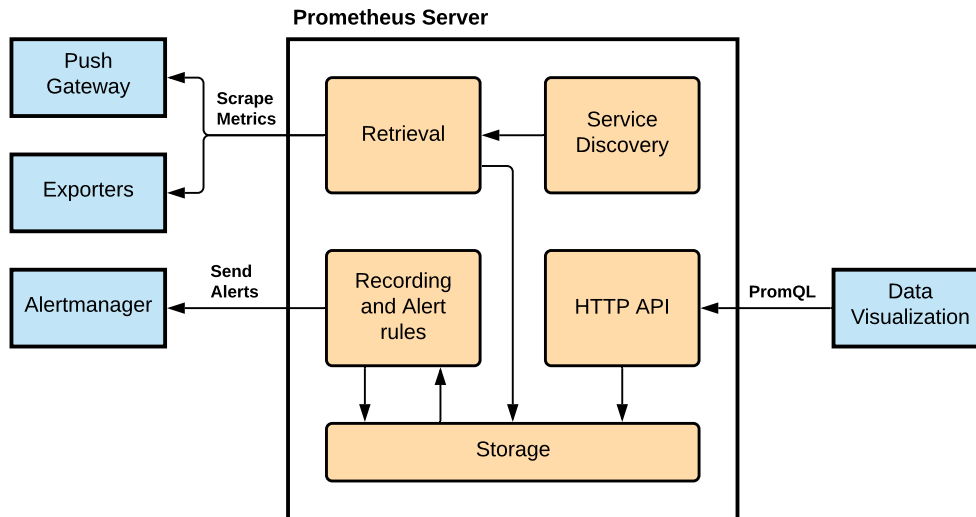 Prometheus Server
Push
Gateway
Scrape
Metrics
Retrieval
Service
Discovery
Exporters
Alertmanager
Send
Alerts
Recording
and Alert
rules
HTTP API
PromQL
Data
Visualization
Storage